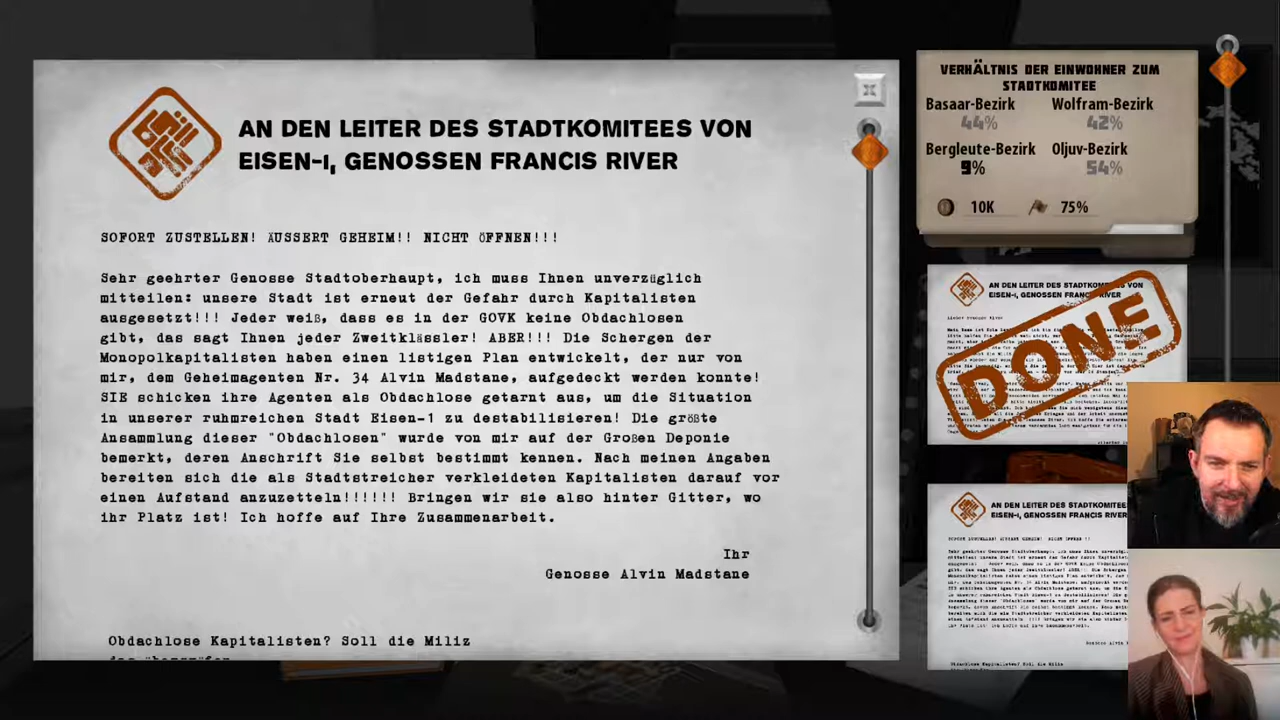 AN DEN LEITER DES STADTKOMITEES VON
EISEN-1, GENOSSEN FRANCIS RIVER
SOFORT ZUSTELLEN! ÄUSSERT GEHEIM!! NICHT ÖFFNEN!!!
Sehr geehrter Genosse Stadtoberhaupt, ich muss Ihnen unverzüglich
mitteilen: unsere Stadt ist erneut der Gefahr durch Kapitalisten
ausgesetzt!!! Jeder weiß, dass es in der GOVK keine Obdachlosen
gibt, das sagt Ihnen jeder Zweitklässler! ABER!!! Die Schergen der
Monopolkapitalisten haben einen listigen Plan entwickelt, der nur von
mir, dem Geheimagenten Nr. 34 Alvin Madstane, aufgedeckt werden konnte!
SIE schicken ihre Agenten als Obdachlose getarnt aus, um die Situation
in unserer ruhmreichen Eisen-1 zu destabilisieren! Die größte
Ansammlung dieser "Obdachlosen" wurde von mir auf der Großen Deponie
bemerkt, deren Anschrift Sie selbst bestimmt kennen. Nach meinen Angaben
bereiten sich die als Stadtstreicher verkleideten Kapitalisten darauf vor
einen Aufstand anzuzetteln!!!!!! Bringen wir sie also hinter Gitter, wo
ihr Platz ist! Ich hoffe auf Ihre Zusammenarbeit.
Ihr
Genosse Alvin Madstane
Obdachlose Kapitalisten? Soll die Miliz
das überprüfen
VERHÄLTNIS DER EINWOHNER ZUM
STADTKOMITEE
Basaar-Bezirk Wolfram-Bezirk
44% 42%
Bergleute-Bezirk Oljuv-Bezirk
9% 54%
10K 75%
AN DEN LEITER DES STADTKOMITEES VON
EISEN-1, GENOSSEN FRANCIS RIVER
DONE
AN DEN LEITER DES STADTKOMITEES
EISEN-1, GENOSSEN FRANCIS RIVER